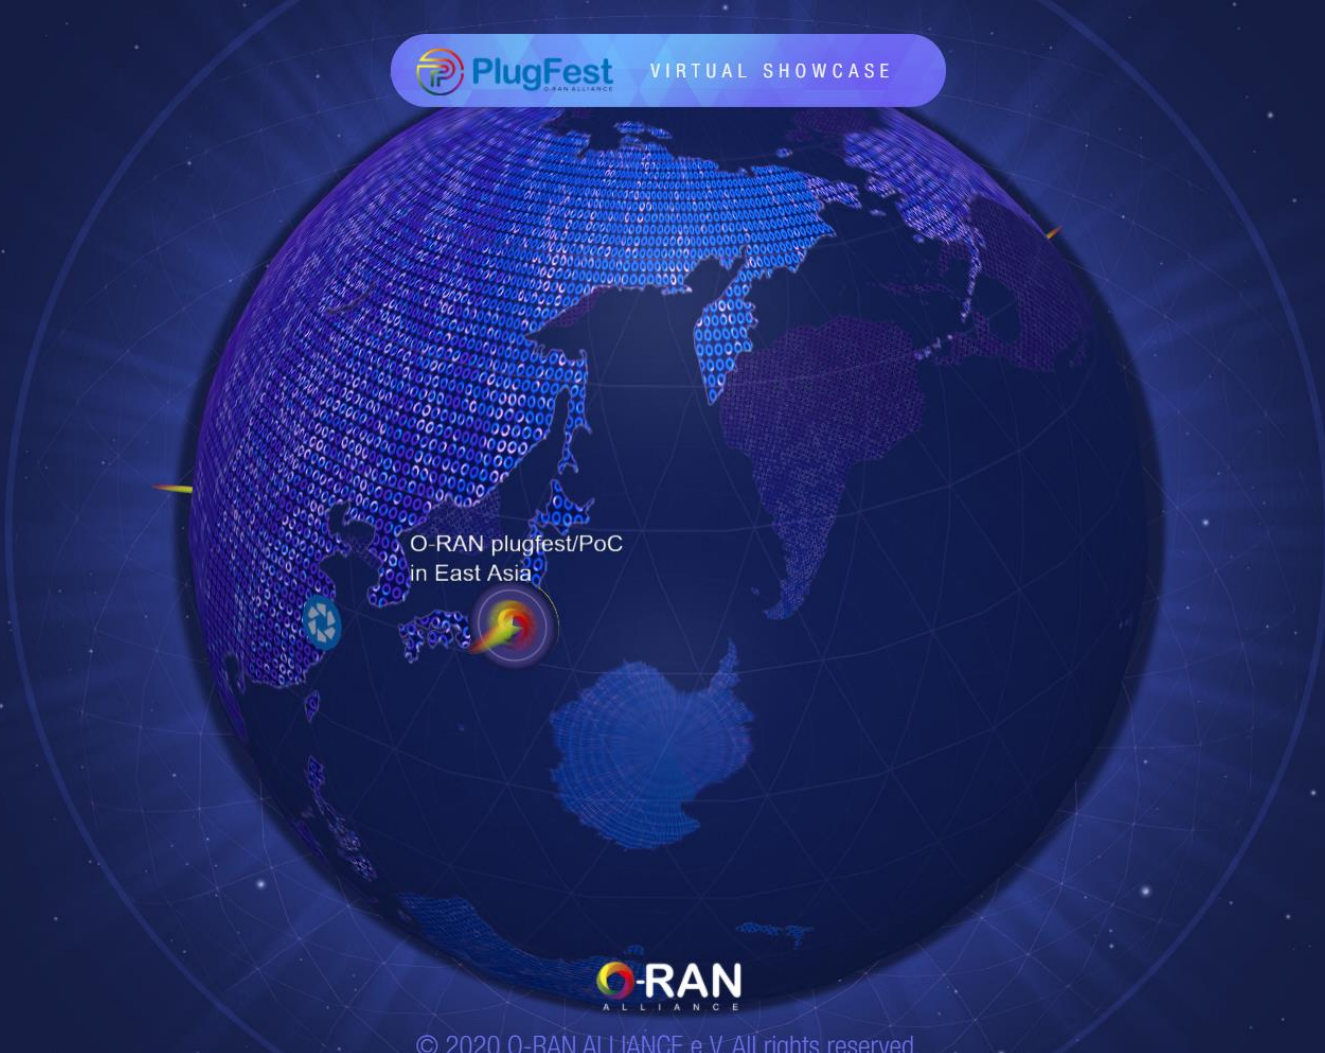 PlugFest
O-RAN ALLIANCE
VIRTUAL SHOWCASE
O-RAN plugfest/PoC
in East Asia
O-RAN
ALLIANCE
© 2020 O-RAN ALLIANCE e.V. All rights reserved